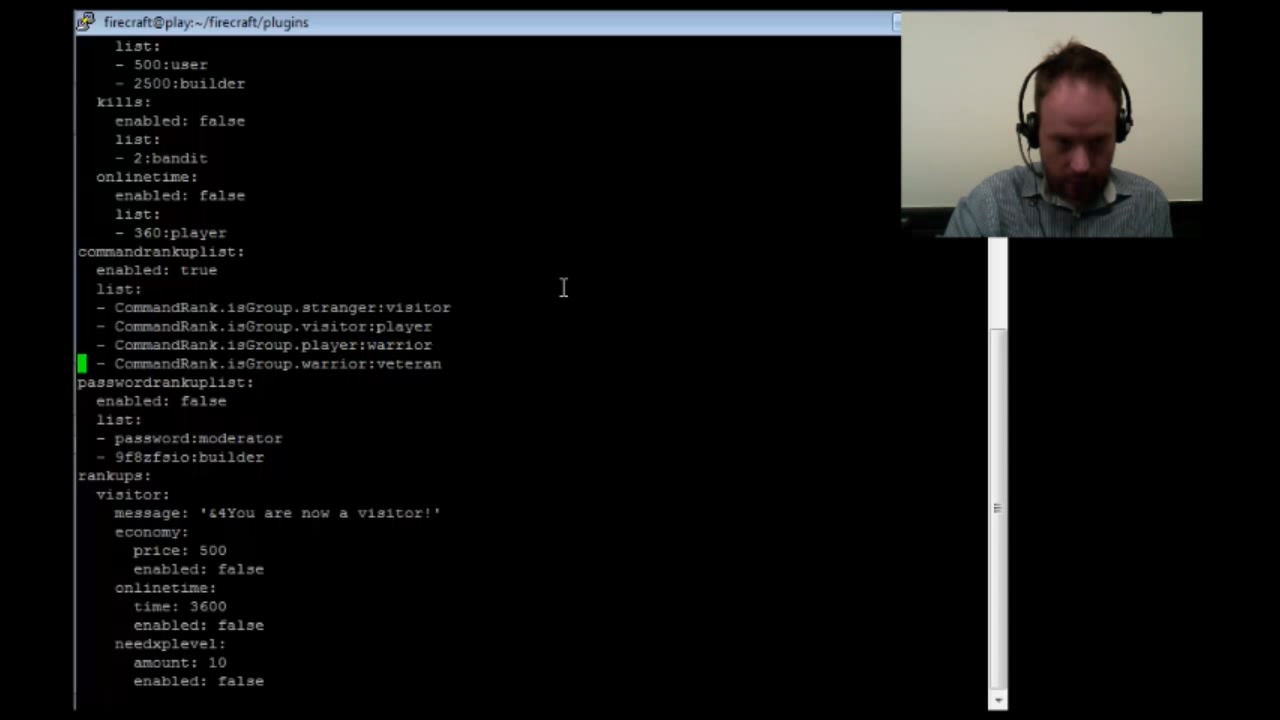 firecraft@play:~/firecraft/plugins
list:
- 500:user
- 2500:builder
kills:
enabled: false
list:
- 2:bandit
onlinetime:
enabled: false
list:
- 360:player
commandrankuplist:
enabled: true
list:
- CommandRank.isGroup.stranger:visitor
- CommandRank.isGroup.visitor:player
- CommandRank.isGroup.player:warrior
- CommandRank.isGroup.warrior:veteran
passwordrankuplist:
enabled: false
list:
- password:moderator
- 9f8zfsio:builder
rankups:
visitor:
message: '&4You are now a visitor!'
economy:
price: 500
enabled: false
onlinetime:
time: 3600
enabled: false
needxplevel:
amount: 10
enabled: false